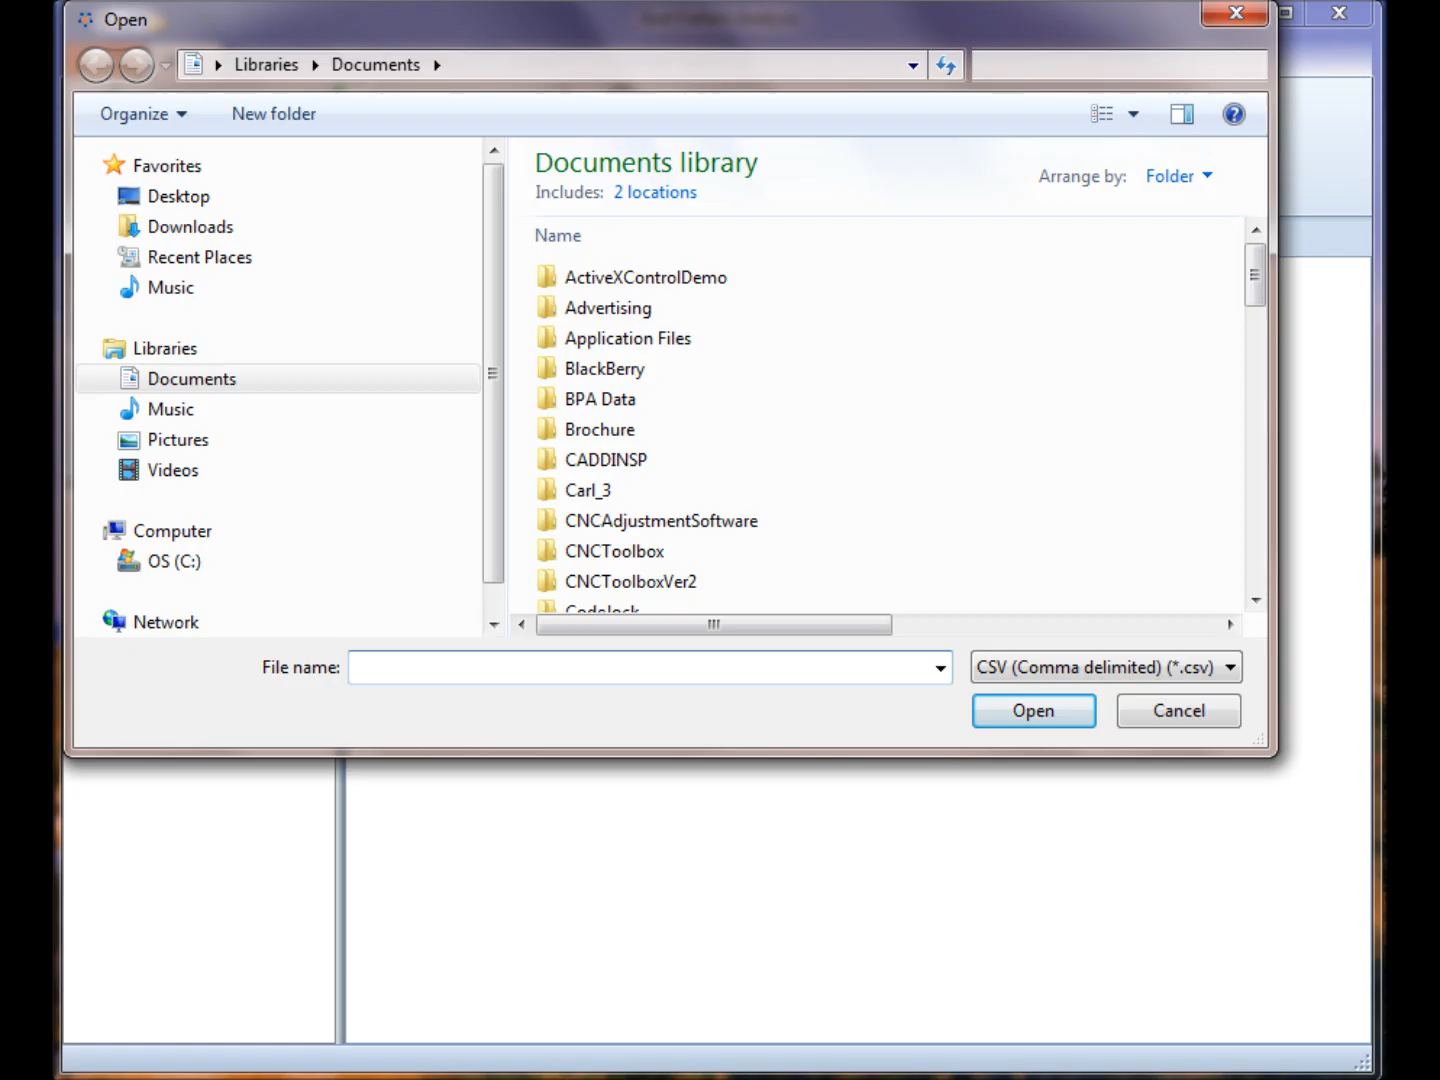 Open
Libraries Documents
Organize New folder
Favorites
Desktop
Downloads
Recent Places
Music
Libraries
Documents
Music
Pictures
Videos
Computer
OS (C:)
Network
Documents library
Includes: 2 locations
Arrange by: Folder
Name
ActiveXControlDemo
Advertising
Application Files
BlackBerry
BPA Data
Brochure
CADDINSP
Carl_3
CNCAdjustmentSoftware
CNCToolbox
CNCToolboxVer2
Codelock
File name:
CSV (Comma delimited) (*.csv)
Open Cancel